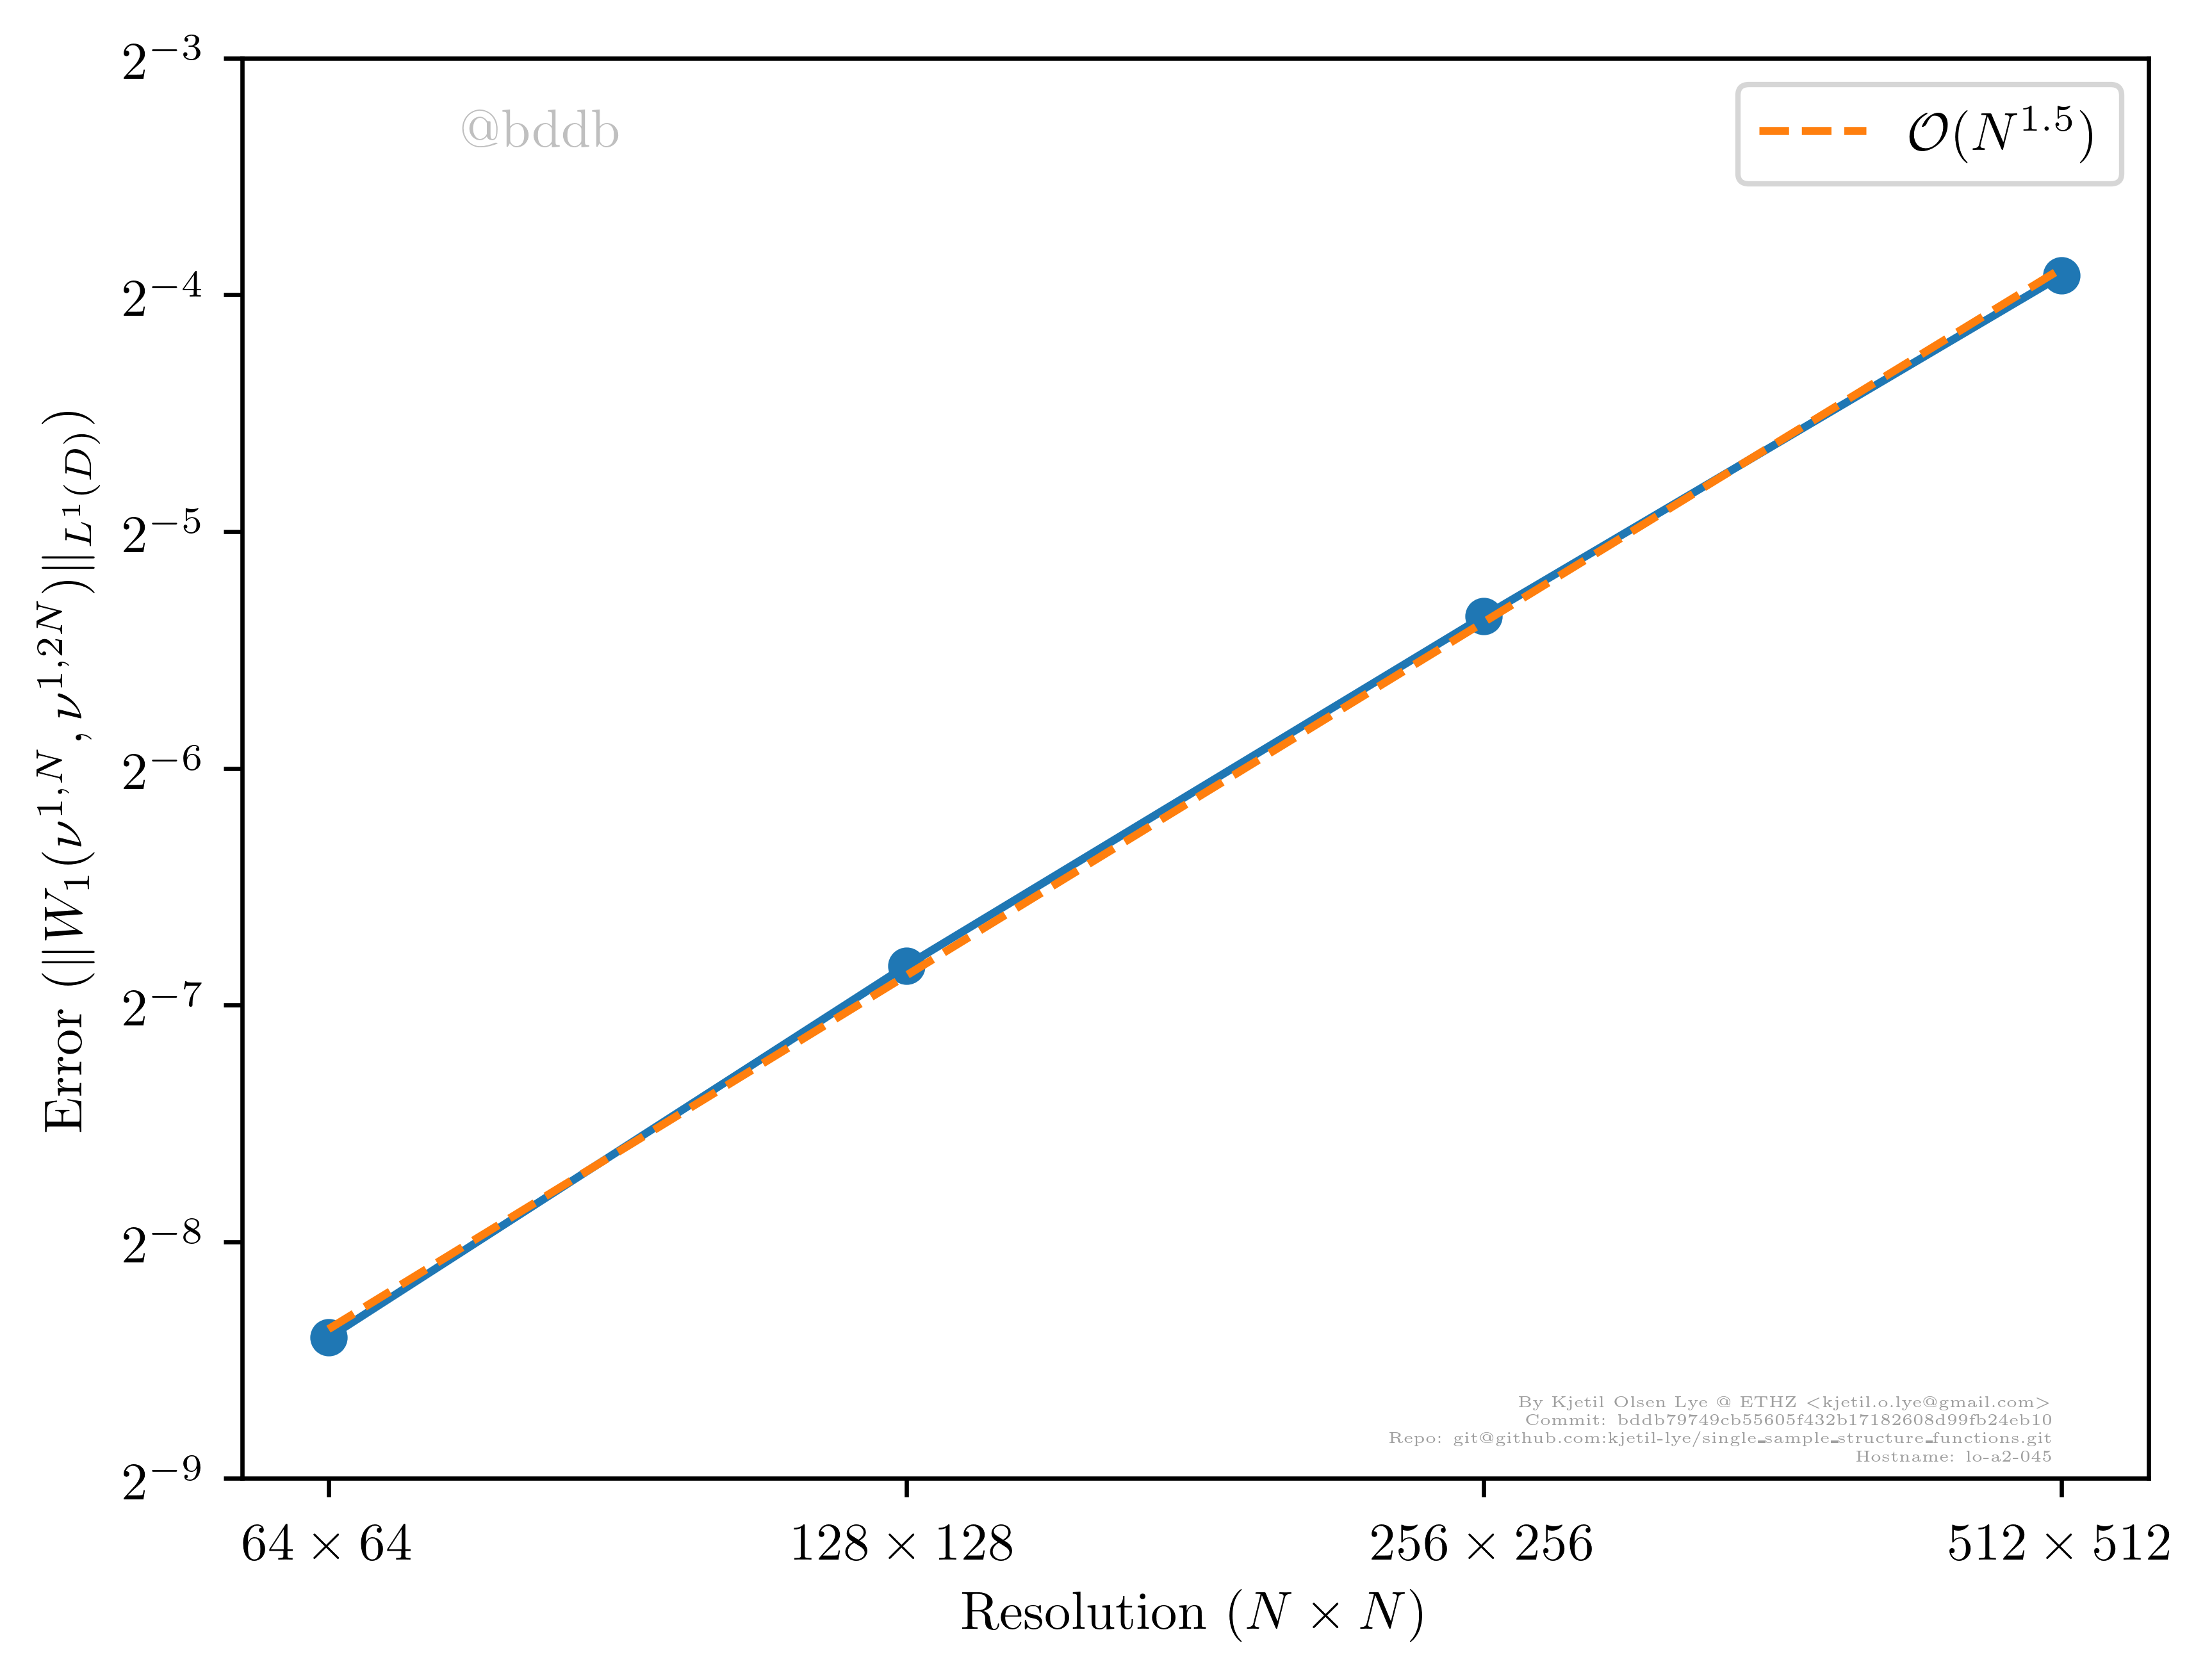 2⁻³
@bddb
𝒪(N^{1.5})
2⁻⁴
2⁻⁵
2⁻⁶
2⁻⁷
2⁻⁸
2⁻⁹
Error (‖W₁(ν^{1,N}, ν^{1,2N})‖_{L¹(D)})
By Kjetil Olsen Lye @ ETHZ <kjetil.o.lye@gmail.com>
Commit: bddb79749cb55605f432b17182608d99fb24eb10
Repo: git@github.com:kjetil-lye/single_sample_structure_functions.git
Hostname: lo-a2-045
64 × 64 128 × 128 256 × 256 512 × 512
Resolution (N × N)